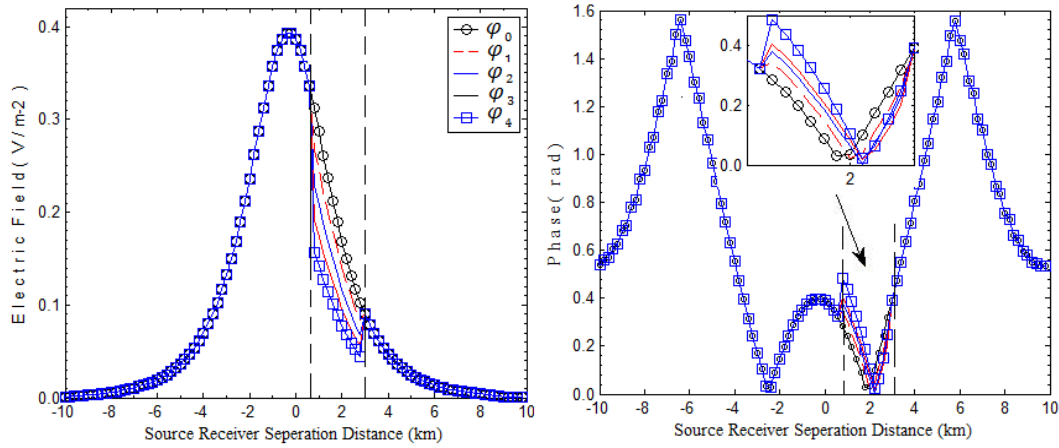 Electric Field( V/m-2 )
0.4
0.3
0.2
0.1
0.0
φ0
φ1
φ2
φ3
φ4
-10 -8 -6 -4 -2 0 2 4 6 8 10
Source Receiver Seperation Distance (km)
Phase( rad)
1.6
1.4
1.2
1.0
0.8
0.6
0.4
0.2
0.0
0.4
0.2
0.0
2
-10 -8 -6 -4 -2 0 2 4 6 8 10
Source Receiver Seperation Distance (km)